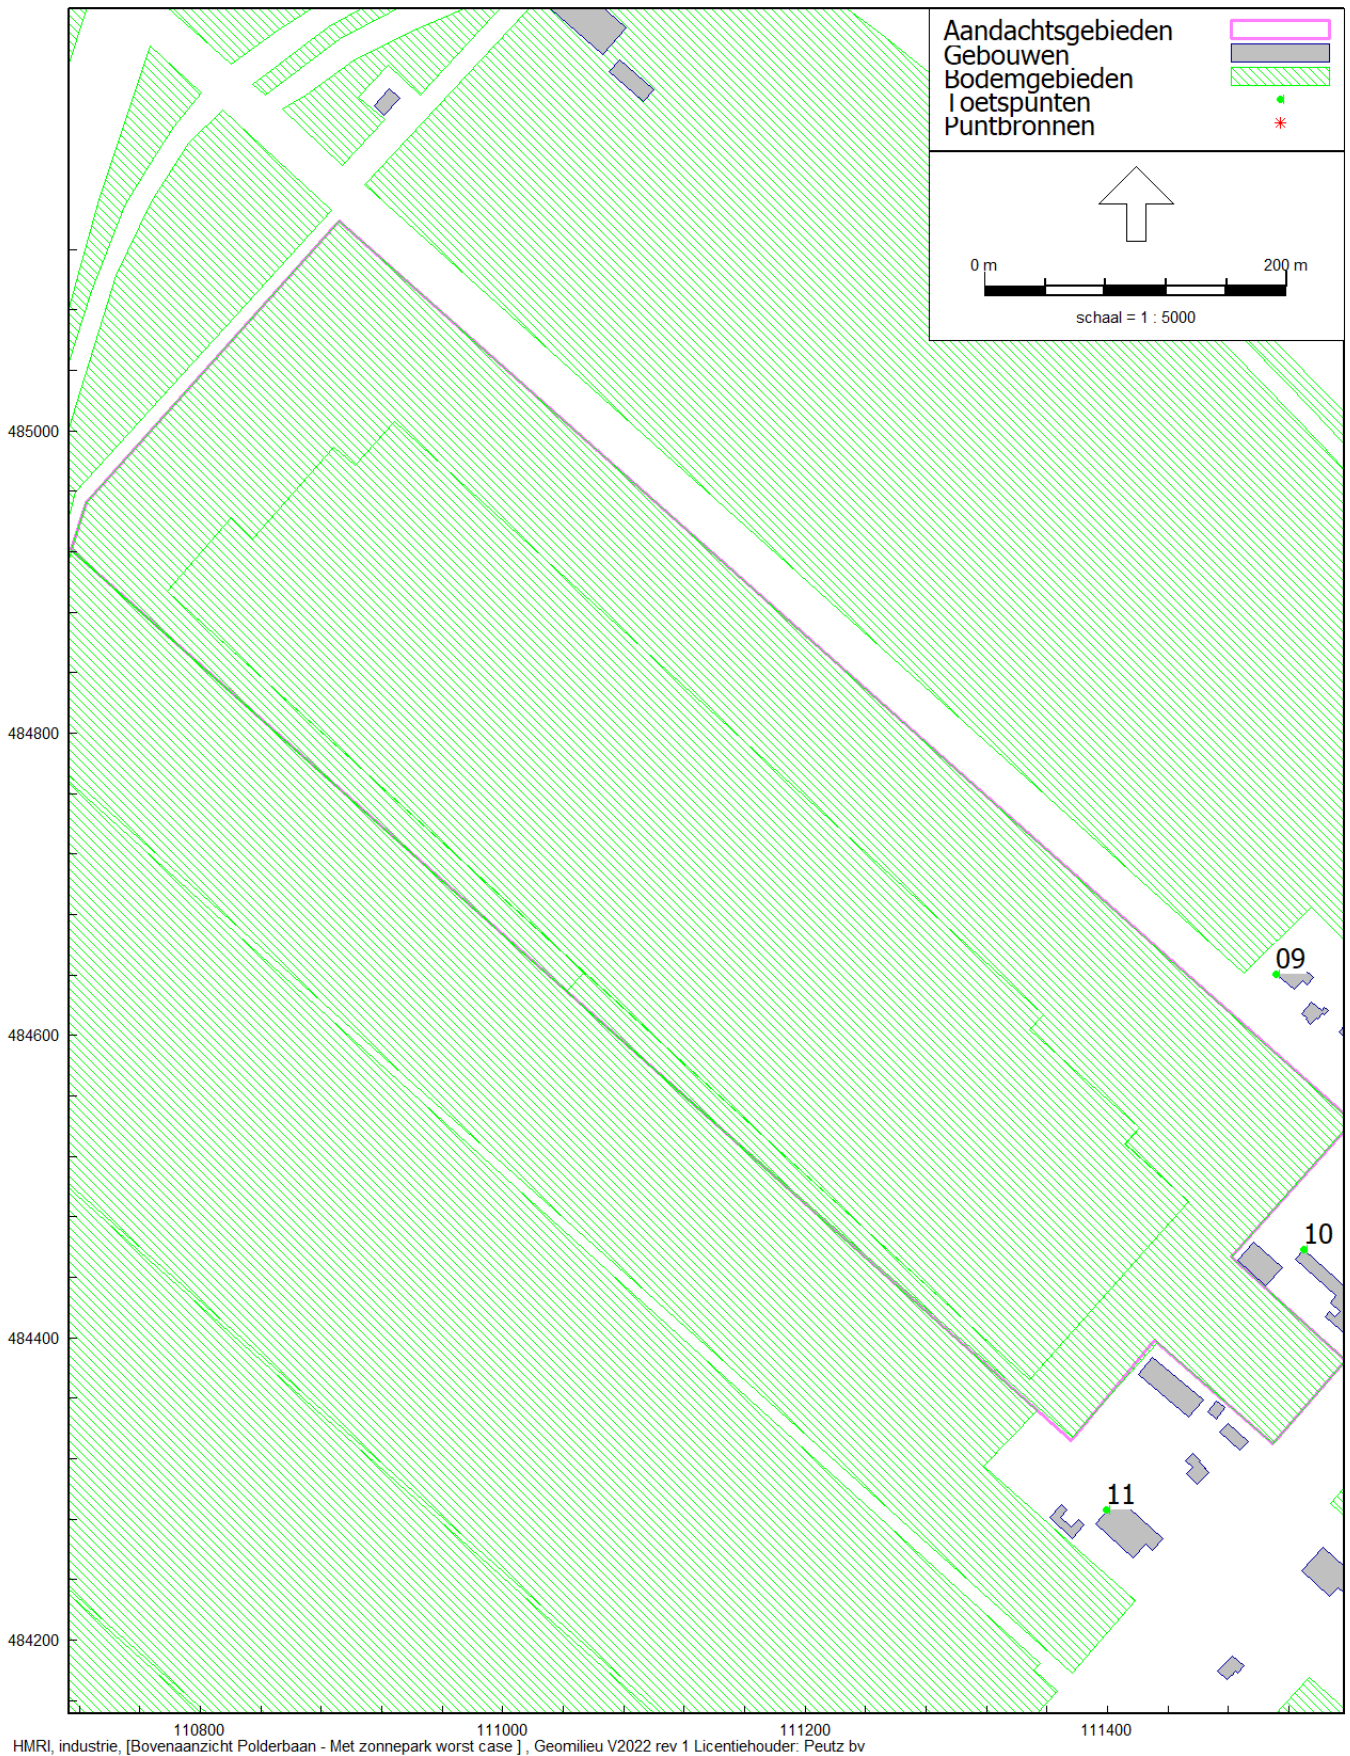 Aandachtsgebieden
Gebouwen
Bodemgebieden
Toetspunten
Puntbronnen
0 m 200 m
schaal = 1 : 5000
485000
484800
09
484600
10
484400
11
484200
110800 111000 111200 111400
HMRI, industrie, [Bovenaanzicht Polderbaan - Met zonnepark worst case ] , Geomilieu V2022 rev 1 Licentiehouder: Peutz bv